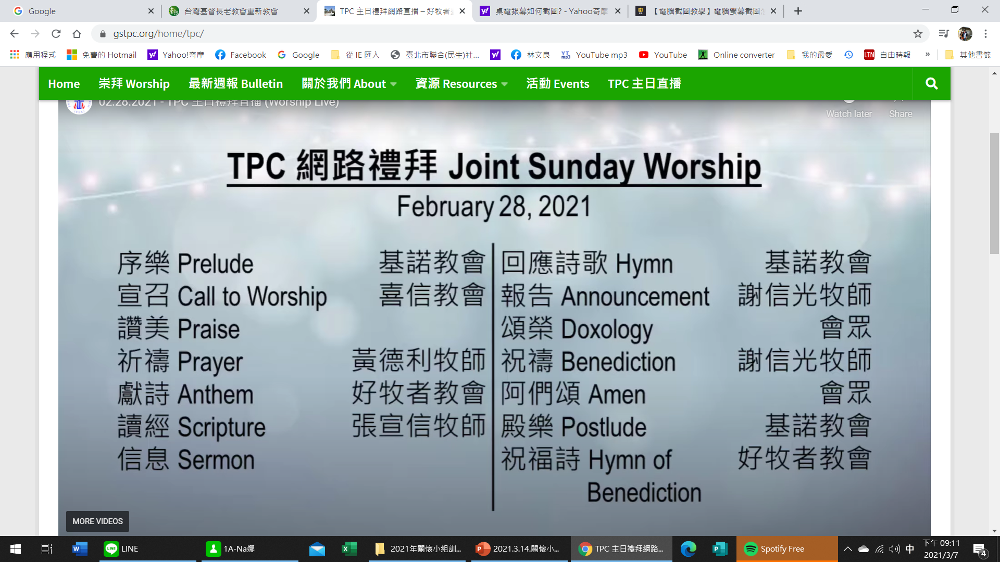 Google
台灣基督長老教會重新教會
TPC 主日禮拜網路直播 – 好牧者
桌電銀幕如何截圖? - Yahoo奇摩
【電腦截圖教學】電腦螢幕截圖
gstpc.org/home/tpc/
應用程式 免費的 Hotmail Yahoo!奇摩 Facebook Google 從 IE 匯入 臺北市聯合(民生)社... 林文良 YouTube mp3 YouTube Online converter 我的最愛 自由時報 » 其他書籤
Home 崇拜 Worship 最新週報 Bulletin 關於我們 About 資源 Resources 活動 Events TPC 主日直播
02.28.2021 - TPC 主日禮拜直播 (Worship Live)
Watch later Share
TPC 網路禮拜 Joint Sunday Worship
February 28, 2021
序樂 Prelude 基諾教會
宣召 Call to Worship 喜信教會
讚美 Praise
祈禱 Prayer 黃德利牧師
獻詩 Anthem 好牧者教會
讀經 Scripture 張宣信牧師
信息 Sermon
回應詩歌 Hymn 基諾教會
報告 Announcement 謝信光牧師
頌榮 Doxology 會眾
祝禱 Benediction 謝信光牧師
阿們頌 Amen 會眾
殿樂 Postlude 基諾教會
祝福詩 Hymn of 好牧者教會
Benediction
MORE VIDEOS
LINE 1A-Na娜 2021年關懷小組訓... 2021.3.14.關懷小... TPC 主日禮拜網路... Spotify Free 中 下午 09:11
2021/3/7 4